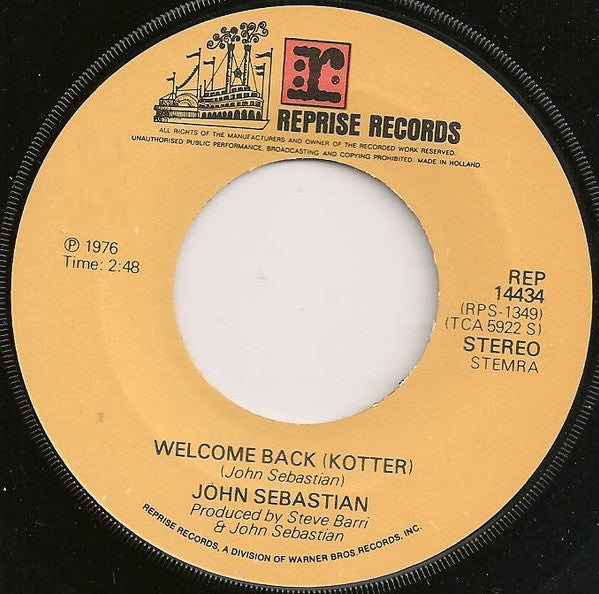 r
REPRISE RECORDS
ALL RIGHTS OF THE MANUFACTURERS AND OWNER OF THE RECORDED WORK RESERVED.
UNAUTHORISED PUBLIC PERFORMANCE, BROADCASTING AND COPYING PROHIBITED. MADE IN HOLLAND.
℗ 1976
Time: 2:48
REP
14434
(RPS-1349)
(TCA 5922 S)
STEREO
STEMRA
WELCOME BACK (KOTTER)
(John Sebastian)
JOHN SEBASTIAN
Produced by Steve Barri
& John Sebastian
REPRISE RECORDS, A DIVISION OF WARNER BROS. RECORDS, INC.